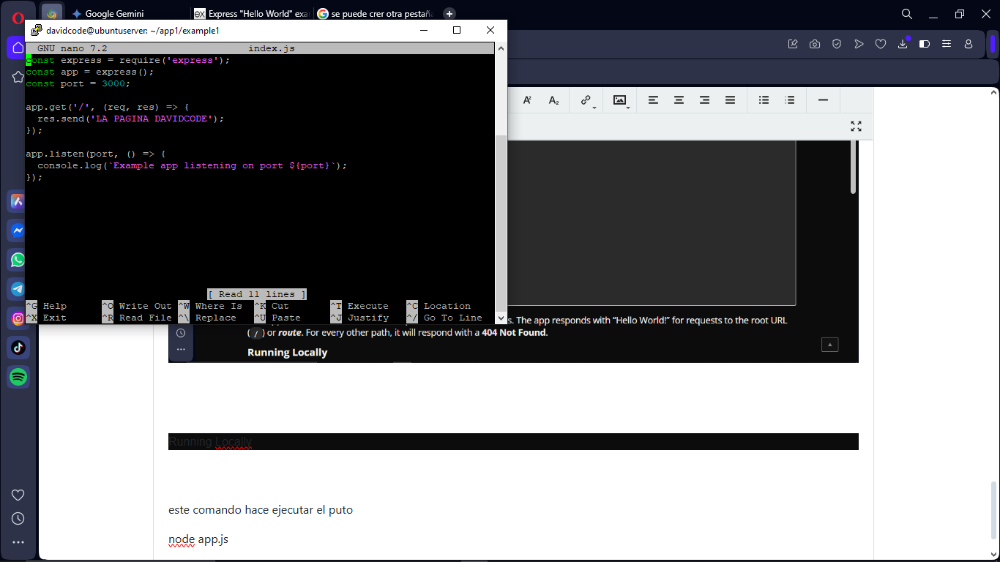 Google Gemini
Express "Hello World" exa
se puede crer otra pestaña
davidcode@ubuntuserver: ~/app1/example1
GNU nano 7.2 index.js
const express = require('express');
const app = express();
const port = 3000;
app.get('/', (req, res) => {
res.send('LA PAGINA DAVIDCODE');
});
app.listen(port, () => {
console.log(`Example app listening on port ${port}`);
});
[ Read 11 lines ]
^G Help ^O Write Out ^W Where Is ^K Cut ^T Execute ^C Location
^X Exit ^R Read File ^\ Replace ^U Paste ^J Justify ^/ Go To Line
s. The app responds with “Hello World!” for requests to the root URL
( / ) or route. For every other path, it will respond with a 404 Not Found.
Running Locally
Running Locally
este comando hace ejecutar el puto
node app.js